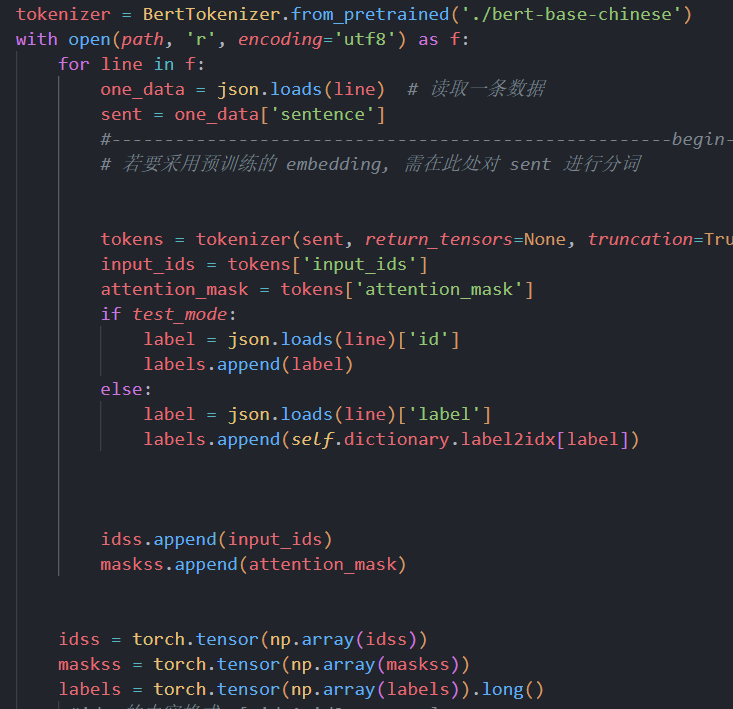 tokenizer = BertTokenizer.from_pretrained('./bert-base-chinese')
with open(path, 'r', encoding='utf8') as f:
    for line in f:
        one_data = json.loads(line)  # 读取一条数据
        sent = one_data['sentence']
        #-----------------------------------------------------begin-
        # 若要采用预训练的 embedding, 需在此处对 sent 进行分词
        tokens = tokenizer(sent, return_tensors=None, truncation=Tru
        input_ids = tokens['input_ids']
        attention_mask = tokens['attention_mask']
        if test_mode:
            label = json.loads(line)['id']
            labels.append(label)
        else:
            label = json.loads(line)['label']
            labels.append(self.dictionary.label2idx[label])
        idss.append(input_ids)
        maskss.append(attention_mask)
    idss = torch.tensor(np.array(idss))
    maskss = torch.tensor(np.array(maskss))
    labels = torch.tensor(np.array(labels)).long()